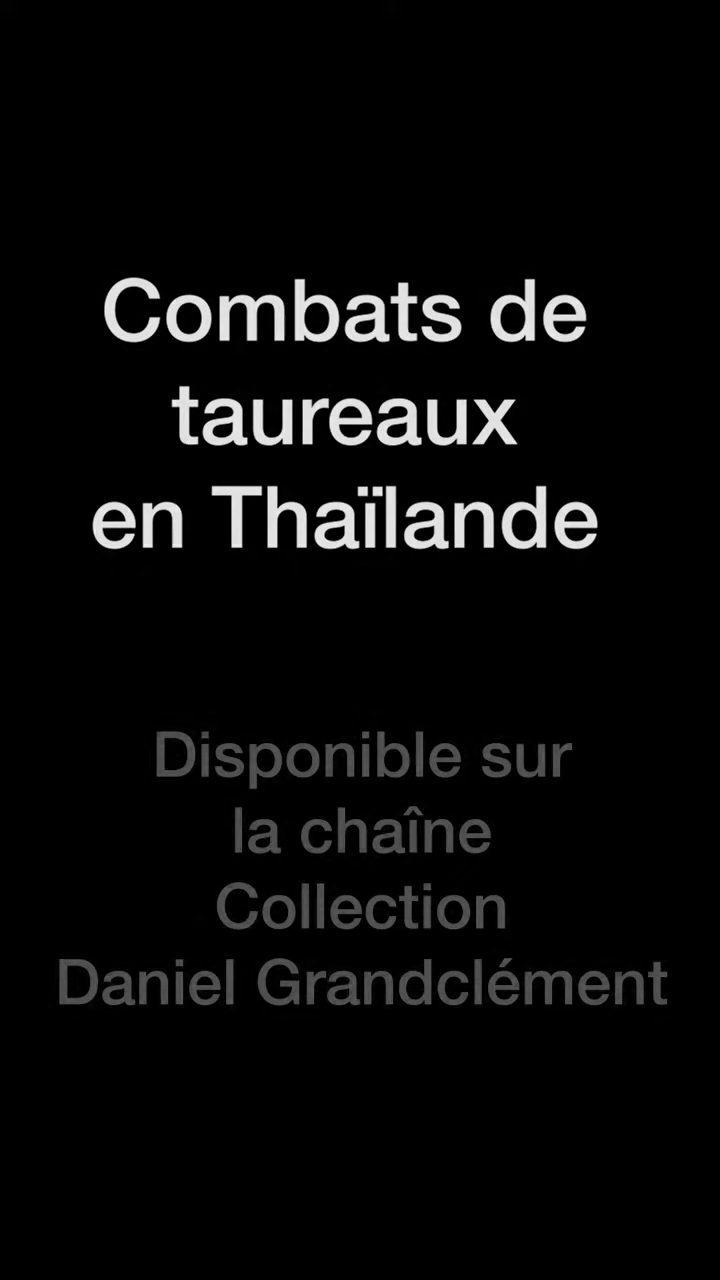 Combats de
taureaux
en Thaïlande
Disponible sur
la chaîne
Collection
Daniel Grandclément